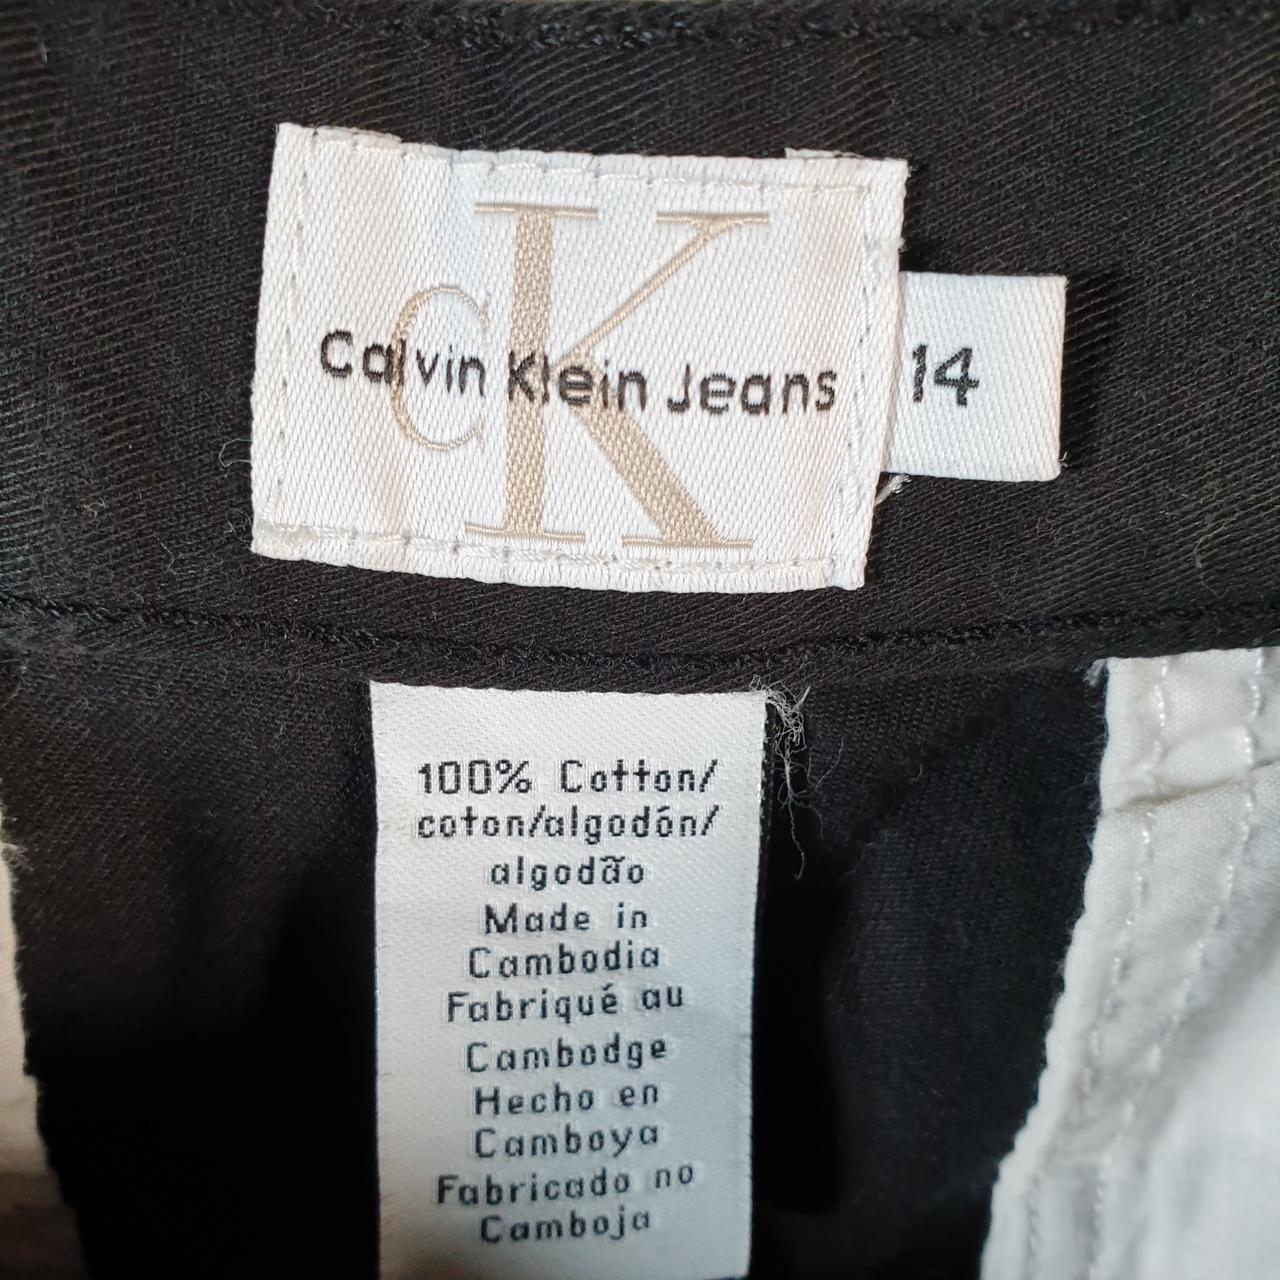 CK
Calvin Klein Jeans
14
100% Cotton/
coton/algodón/
algodão
Made in
Cambodia
Fabriqué au
Cambodge
Hecho en
Camboya
Fabricado no
Camboja